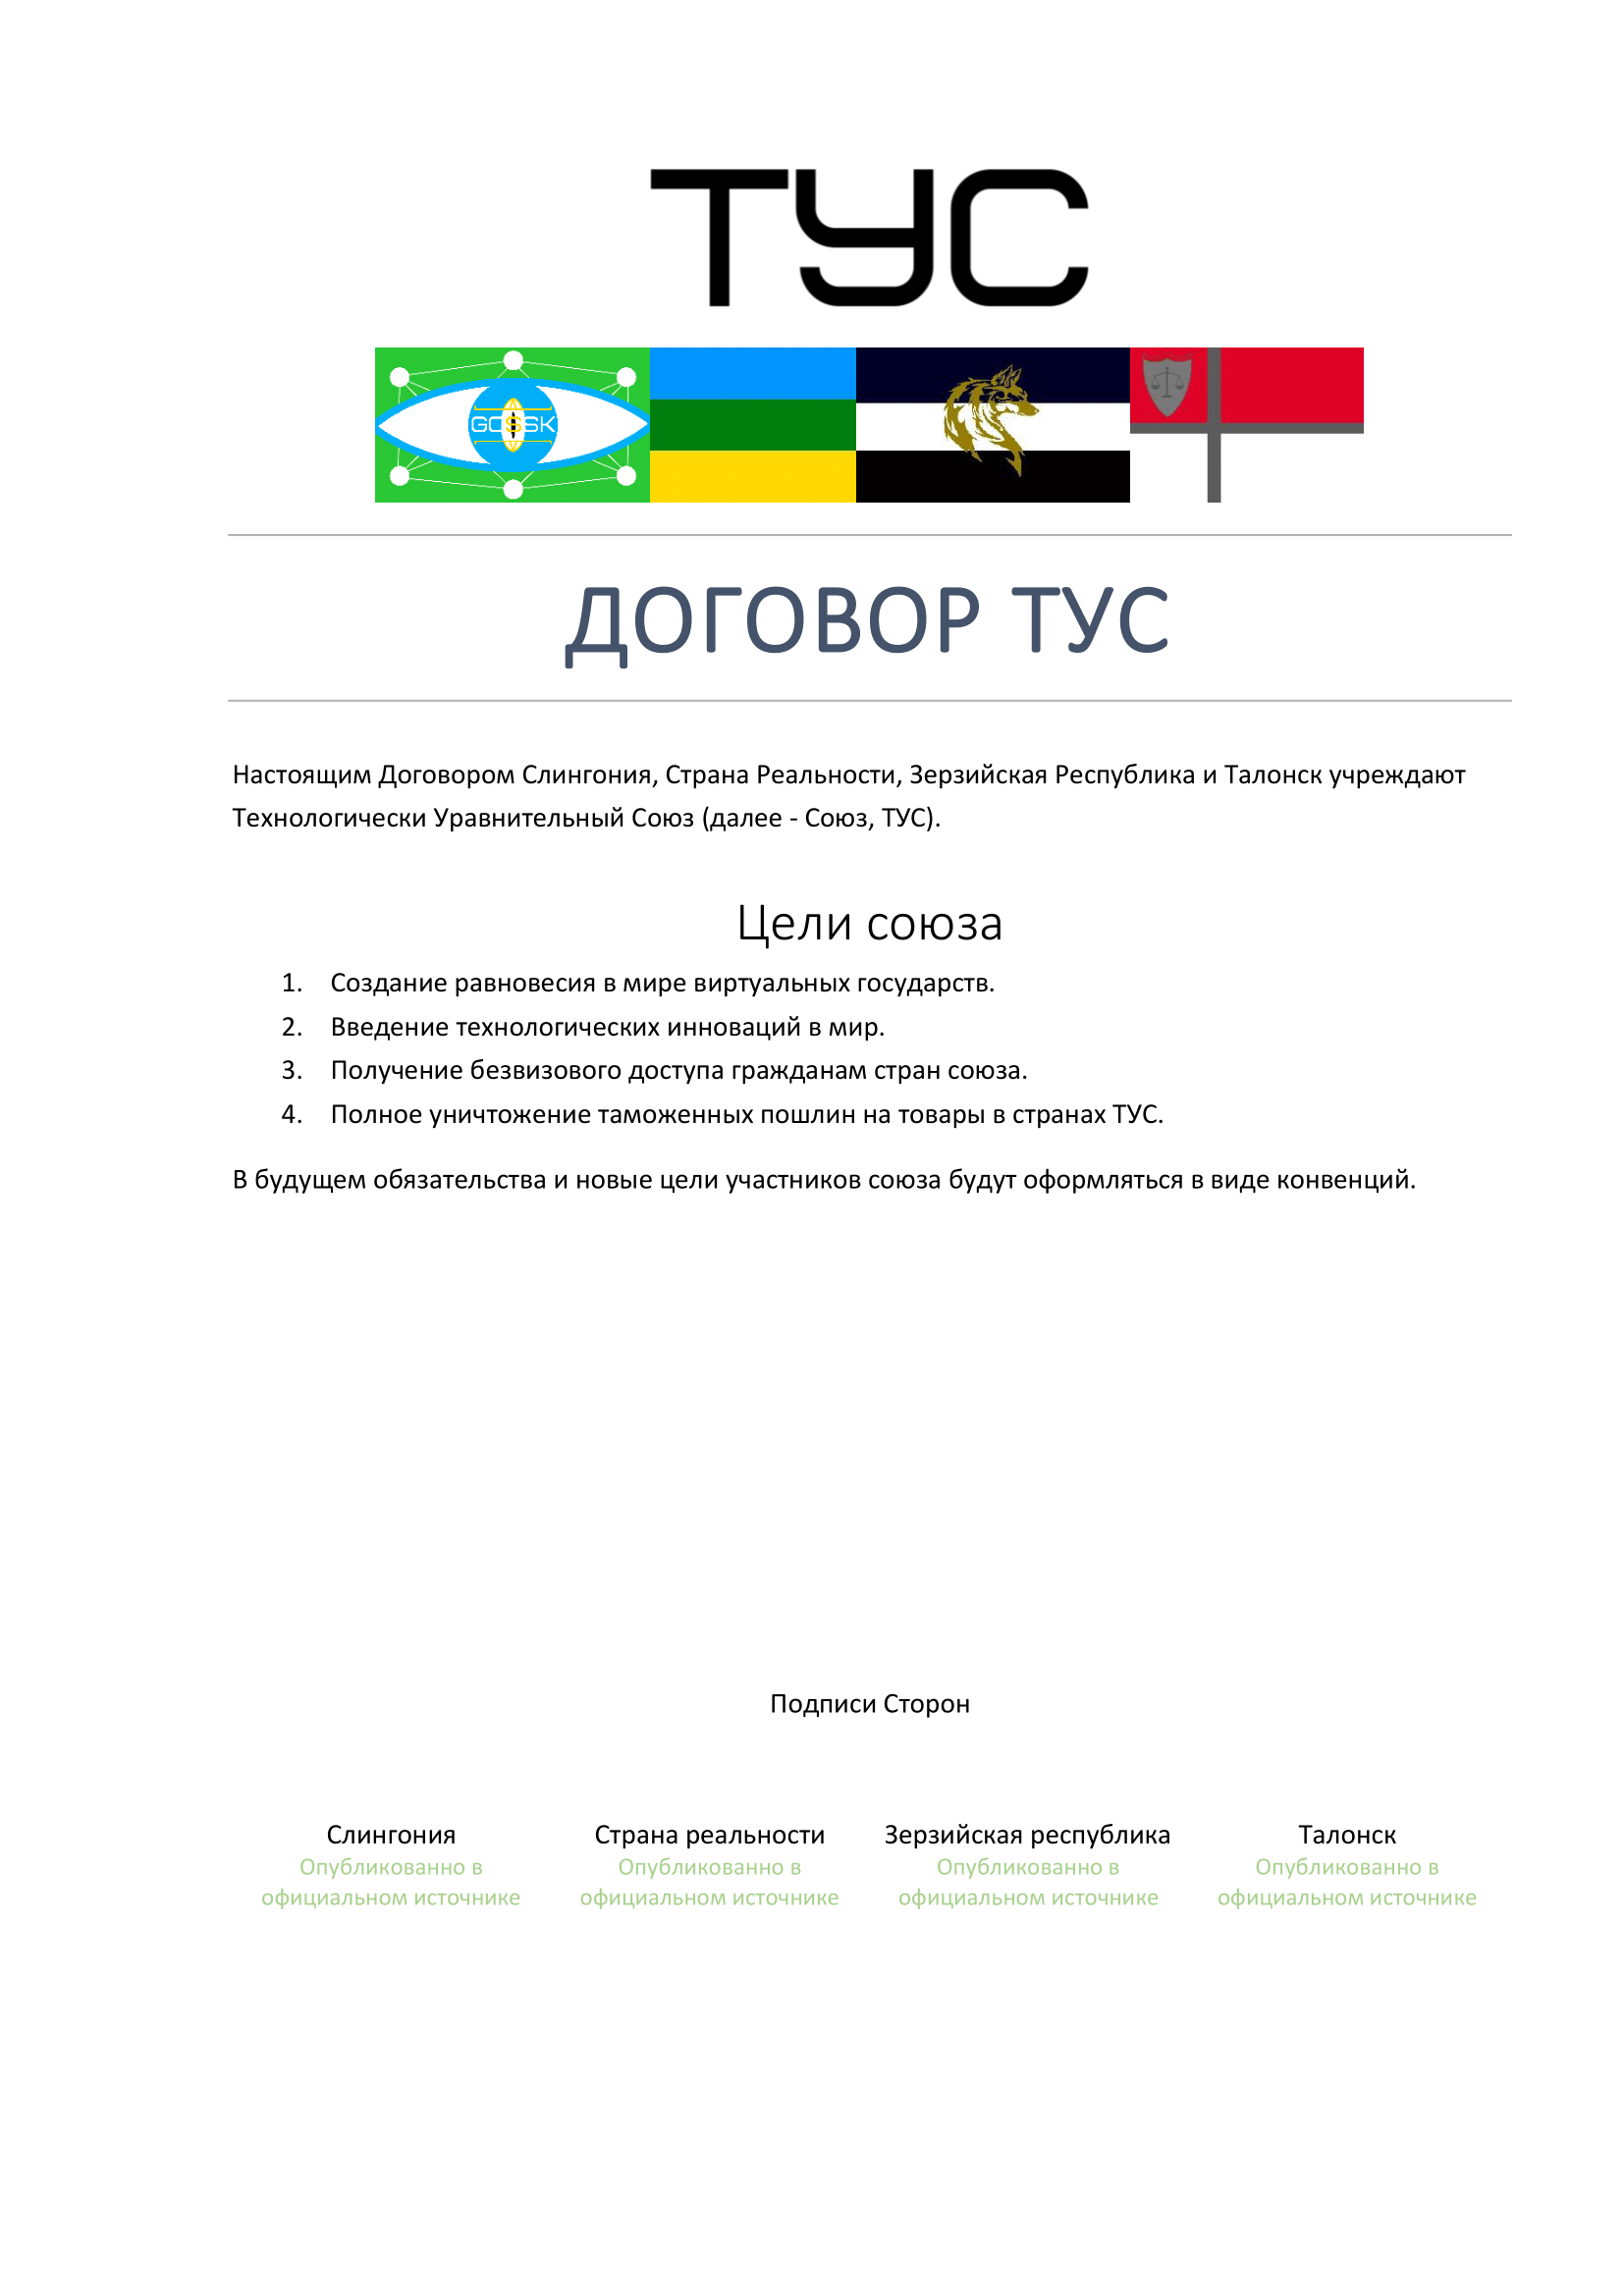 ТУС
GOSSK
ДОГОВОР ТУС
Настоящим Договором Слингония, Страна Реальности, Зерзийская Республика и Талонск учреждают
Технологически Уравнительный Союз (далее - Союз, ТУС).
Цели союза
1. Создание равновесия в мире виртуальных государств.
2. Введение технологических инноваций в мир.
3. Получение безвизового доступа гражданам стран союза.
4. Полное уничтожение таможенных пошлин на товары в странах ТУС.
В будущем обязательства и новые цели участников союза будут оформляться в виде конвенций.
Подписи Сторон
Слингония Страна реальности Зерзийская республика Талонск
Опубликованно в Опубликованно в Опубликованно в Опубликованно в
официальном источнике официальном источнике официальном источнике официальном источнике